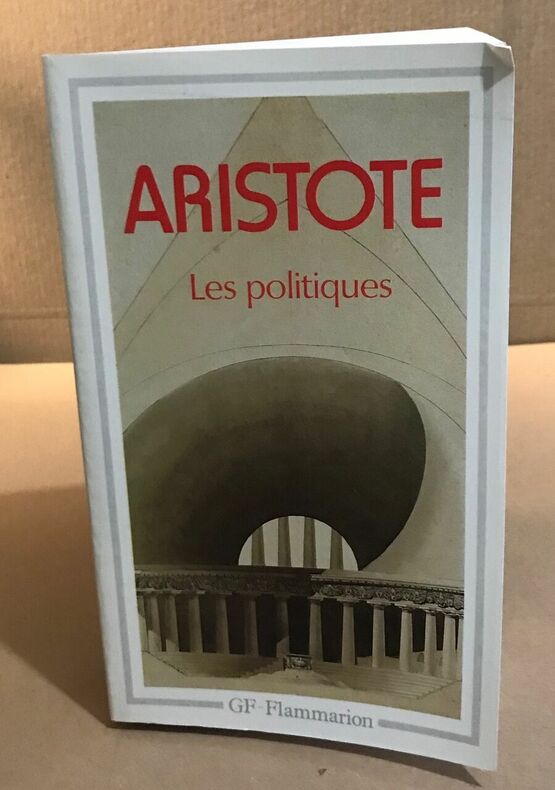 ARISTOTE
Les politiques
GF-Flammarion